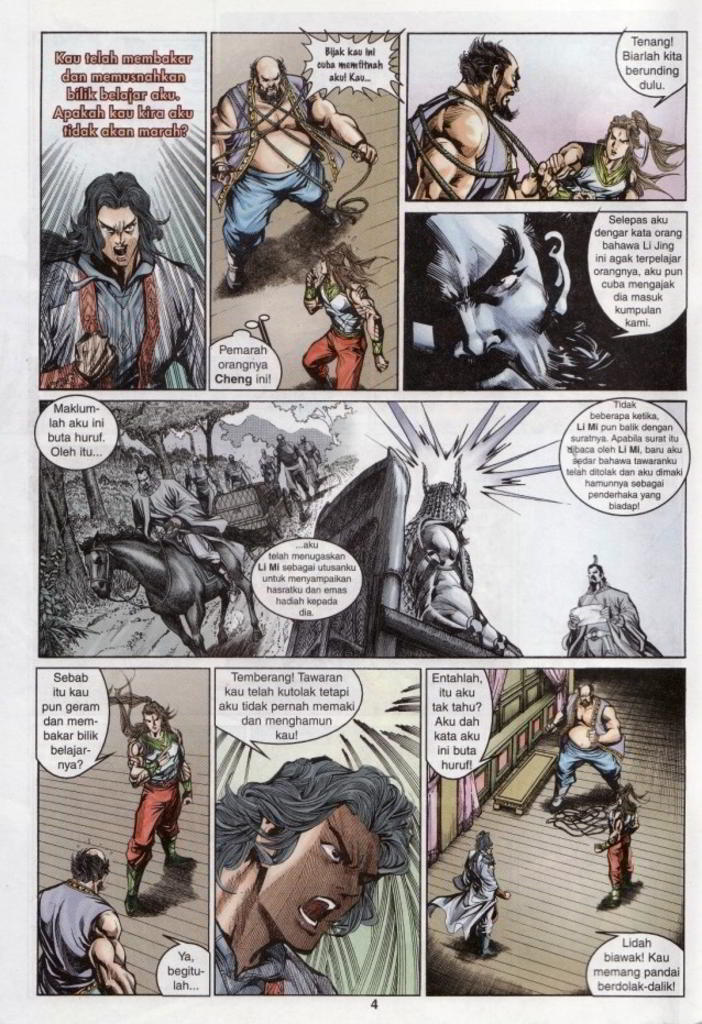 Kau telah membakar
dan memusnahkan
bilik belajar aku.
Apakah kau kira aku
tidak akan marah?
Bijak kau ini
cuba memfitnah
aku! Kau...
Pemarah
orangnya
Cheng ini!
Tenang!
Biarlah kita
berunding
dulu.
Selepas aku
dengar kata orang
bahawa Li Jing
ini agak terpelajar
orangnya, aku pun
cuba mengajak
dia masuk
kumpulan
kami.
Maklum-
lah aku ini
buta huruf.
Oleh itu...
...aku
telah menugaskan
Li Mi sebagai utusanku
untuk menyampaikan
hasratku dan emas
hadiah kepada
dia.
Tidak
beberapa ketika,
Li Mi pun balik dengan
suratnya. Apabila surat itu
dibaca oleh Li Mi, baru aku
sedar bahawa tawaranku
telah ditolak dan aku dimaki
hamun sebagai
penderhaka yang
biadap!
Sebab
itu kau
pun geram
dan mem-
bakar bilik
belajar-
nya?
Ya,
begitu-
lah...
Temberang! Tawaran
kau telah kutolak tetapi
aku tidak pernah memaki
dan menghamun
kau!
Entahlah,
itu aku
tak tahu?
Aku dah
kata aku
ini buta
huruf!
Lidah
biawak! Kau
memang pandai
berdolak-dalik!
4